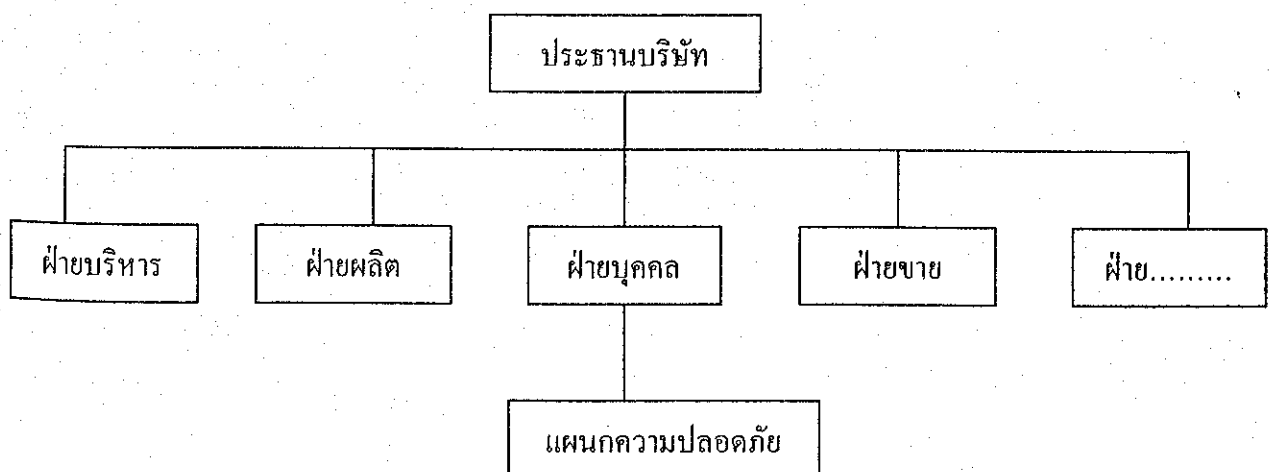 ประธานบริษัท
ฝ่ายบริหาร
ฝ่ายผลิต
ฝ่ายบุคคล
ฝ่ายขาย
ฝ่าย.........
แผนกความปลอดภัย